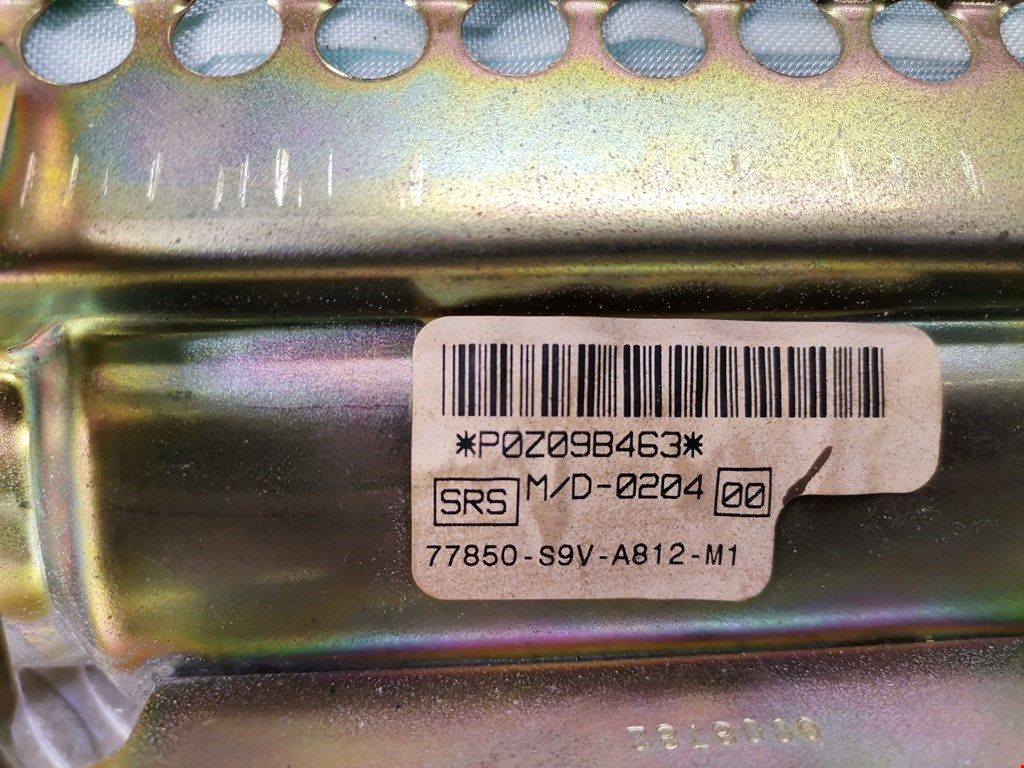 *P0Z09B463*
SRS M/D-0204 00
77850-S9V-A812-M1